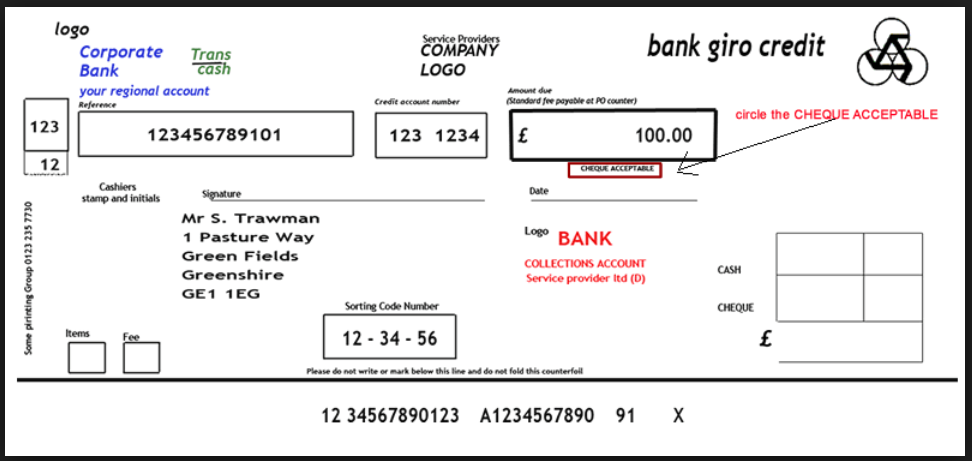 logo
Corporate
Bank
Trans
cash
your regional account
Service Providers
COMPANY
LOGO
bank giro credit
Reference
Credit account number
Amount due
(Standard fee payable at PO counter)
circle the CHEQUE ACCEPTABLE
123
123456789101
123 1234
£ 100.00
12
CHEQUE ACCEPTABLE
Cashiers
stamp and initials
Signature
Date
Mr S. Trawman
1 Pasture Way
Green Fields
Greenshire
GE1 1EG
Logo BANK
COLLECTIONS ACCOUNT
Service provider ltd (D)
CASH
CHEQUE
£
Some pirinting Group 0123 235 7730
Sorting Code Number
12 - 34 - 56
Items
Fee
Please do not write or mark below this line and do not fold this counterfoil
12 34567890123 A1234567890 91 X